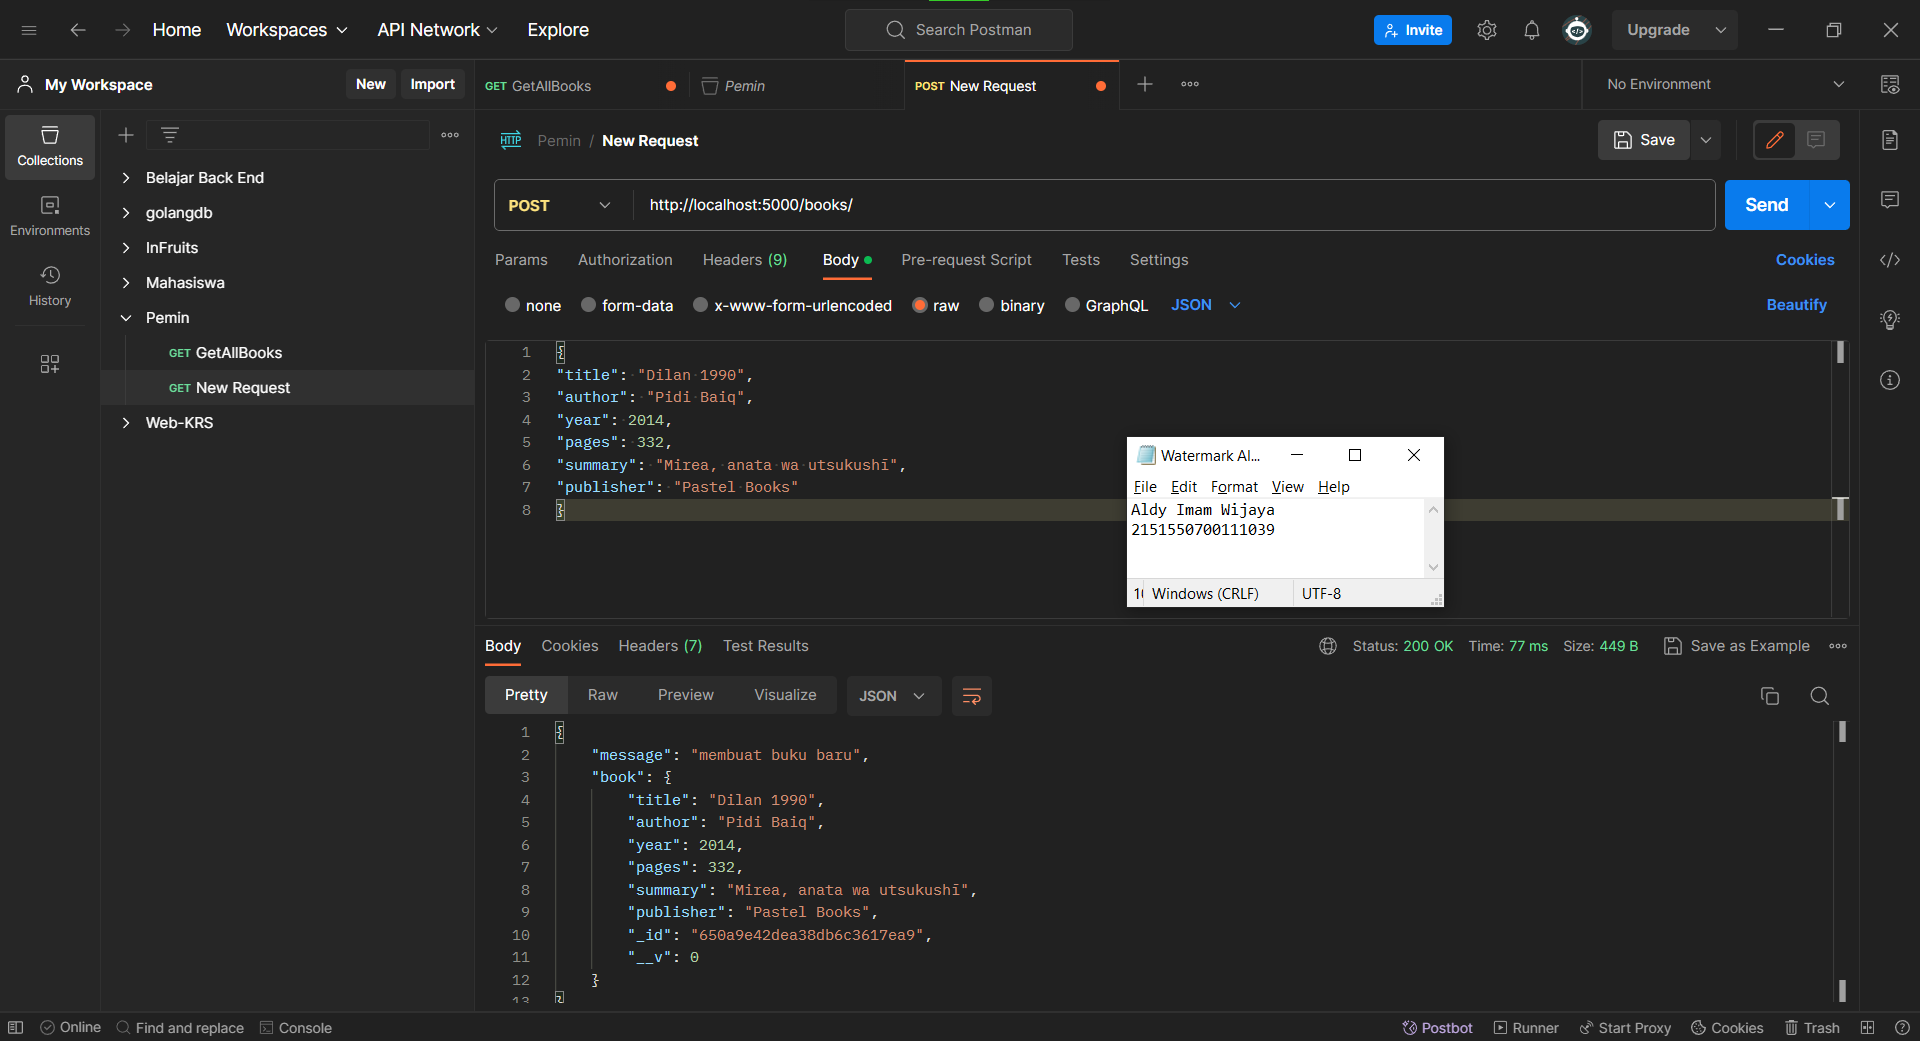 Home Workspaces API Network Explore Search Postman Invite Upgrade
My Workspace New Import GET GetAllBooks Pemin POST New Request No Environment
Collections
Environments
History
Belajar Back End
golangdb
InFruits
Mahasiswa
Pemin
GET GetAllBooks
GET New Request
Web-KRS
HTTP Pemin / New Request Save
POST http://localhost:5000/books/ Send
Params Authorization Headers (9) Body Pre-request Script Tests Settings Cookies
none form-data x-www-form-urlencoded raw binary GraphQL JSON Beautify
1 {
2 "title": "Dilan 1990",
3 "author": "Pidi Baiq",
4 "year": 2014,
5 "pages": 332,
6 "summary": "Mirea, anata wa utsukushī",
7 "publisher": "Pastel Books"
8 }
Watermark Al...
File Edit Format View Help
Aldy Imam Wijaya
2151550700111039
Windows (CRLF) UTF-8
Body Cookies Headers (7) Test Results Status: 200 OK Time: 77 ms Size: 449 B Save as Example
Pretty Raw Preview Visualize JSON
1 {
2 "message": "membuat buku baru",
3 "book": {
4 "title": "Dilan 1990",
5 "author": "Pidi Baiq",
6 "year": 2014,
7 "pages": 332,
8 "summary": "Mirea, anata wa utsukushī",
9 "publisher": "Pastel Books",
10 "_id": "650a9e42dea38db6c3617ea9",
11 "__v": 0
12 }
13 }
Online Find and replace Console Postbot Runner Start Proxy Cookies Trash